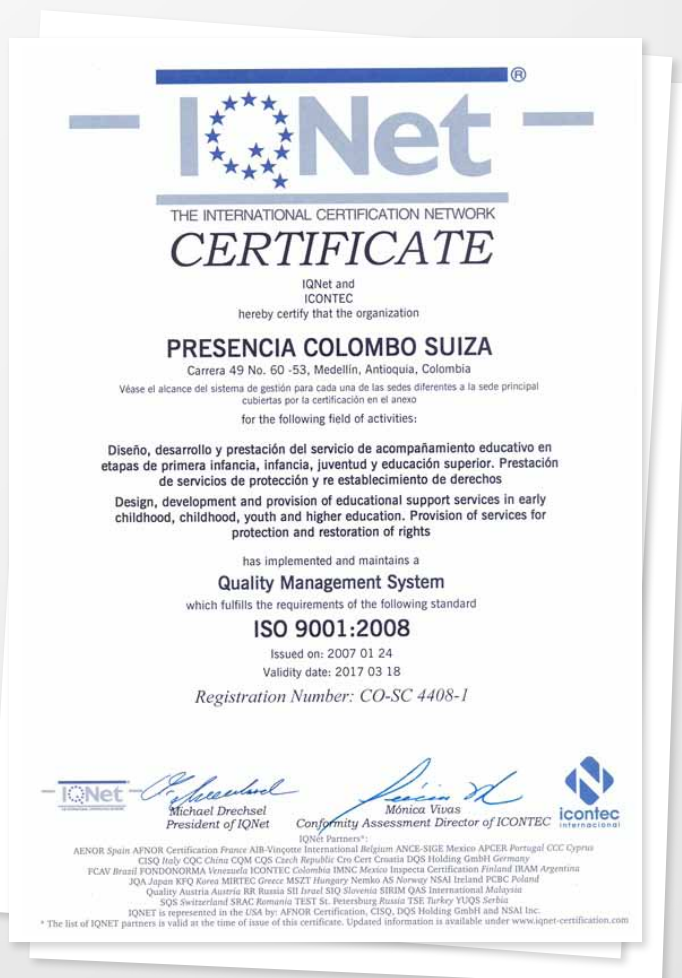 IQNet ®
THE INTERNATIONAL CERTIFICATION NETWORK
CERTIFICATE
IQNet and
ICONTEC
hereby certify that the organization
PRESENCIA COLOMBO SUIZA
Carrera 49 No. 60 -53, Medellín, Antioquia, Colombia
Véase el alcance del sistema de gestión para cada una de las sedes diferentes a la sede principal
cubiertas por la certificación en el anexo
for the following field of activities:
Diseño, desarrollo y prestación del servicio de acompañamiento educativo en
etapas de primera infancia, infancia, juventud y educación superior. Prestación
de servicios de protección y re establecimiento de derechos
Design, development and provision of educational support services in early
childhood, childhood, youth and higher education. Provision of services for
protection and restoration of rights
has implemented and maintains a
Quality Management System
which fulfills the requirements of the following standard
ISO 9001:2008
Issued on: 2007 01 24
Validity date: 2017 03 18
Registration Number: CO-SC 4408-1
IQNet
Michael Drechsel
President of IQNet
Mónica Vivas
Conformity Assessment Director of ICONTEC
icontec
internacional
IQNet Partners*:
AENOR Spain AFNOR Certification France AIB-Vinçotte International Belgium ANCE-SIGE Mexico APCER Portugal CCC Cyprus
CISQ Italy CQC China CQM CQS Czech Republic Cro Cert Croatia DQS Holding GmbH Germany
FCAV Brazil FONDONORMA Venezuela ICONTEC Colombia IMNC Mexico Inspecta Certification Finland IRAM Argentina
JQA Japan KFQ Korea MIRTEC Greece MSZT Hungary Nemko AS Norway NSAI Ireland PCBC Poland
Quality Austria Austria RR Russia SII Israel SIQ Slovenia SIRIM QAS International Malaysia
SQS Switzerland SRAC Romania TEST St. Petersburg Russia TSE Turkey YUQS Serbia
IQNET is represented in the USA by: AFNOR Certification, CISQ, DQS Holding GmbH and NSAI Inc.
* The list of IQNET partners is valid at the time of issue of this certificate. Updated information is available under www.iqnet-certification.com